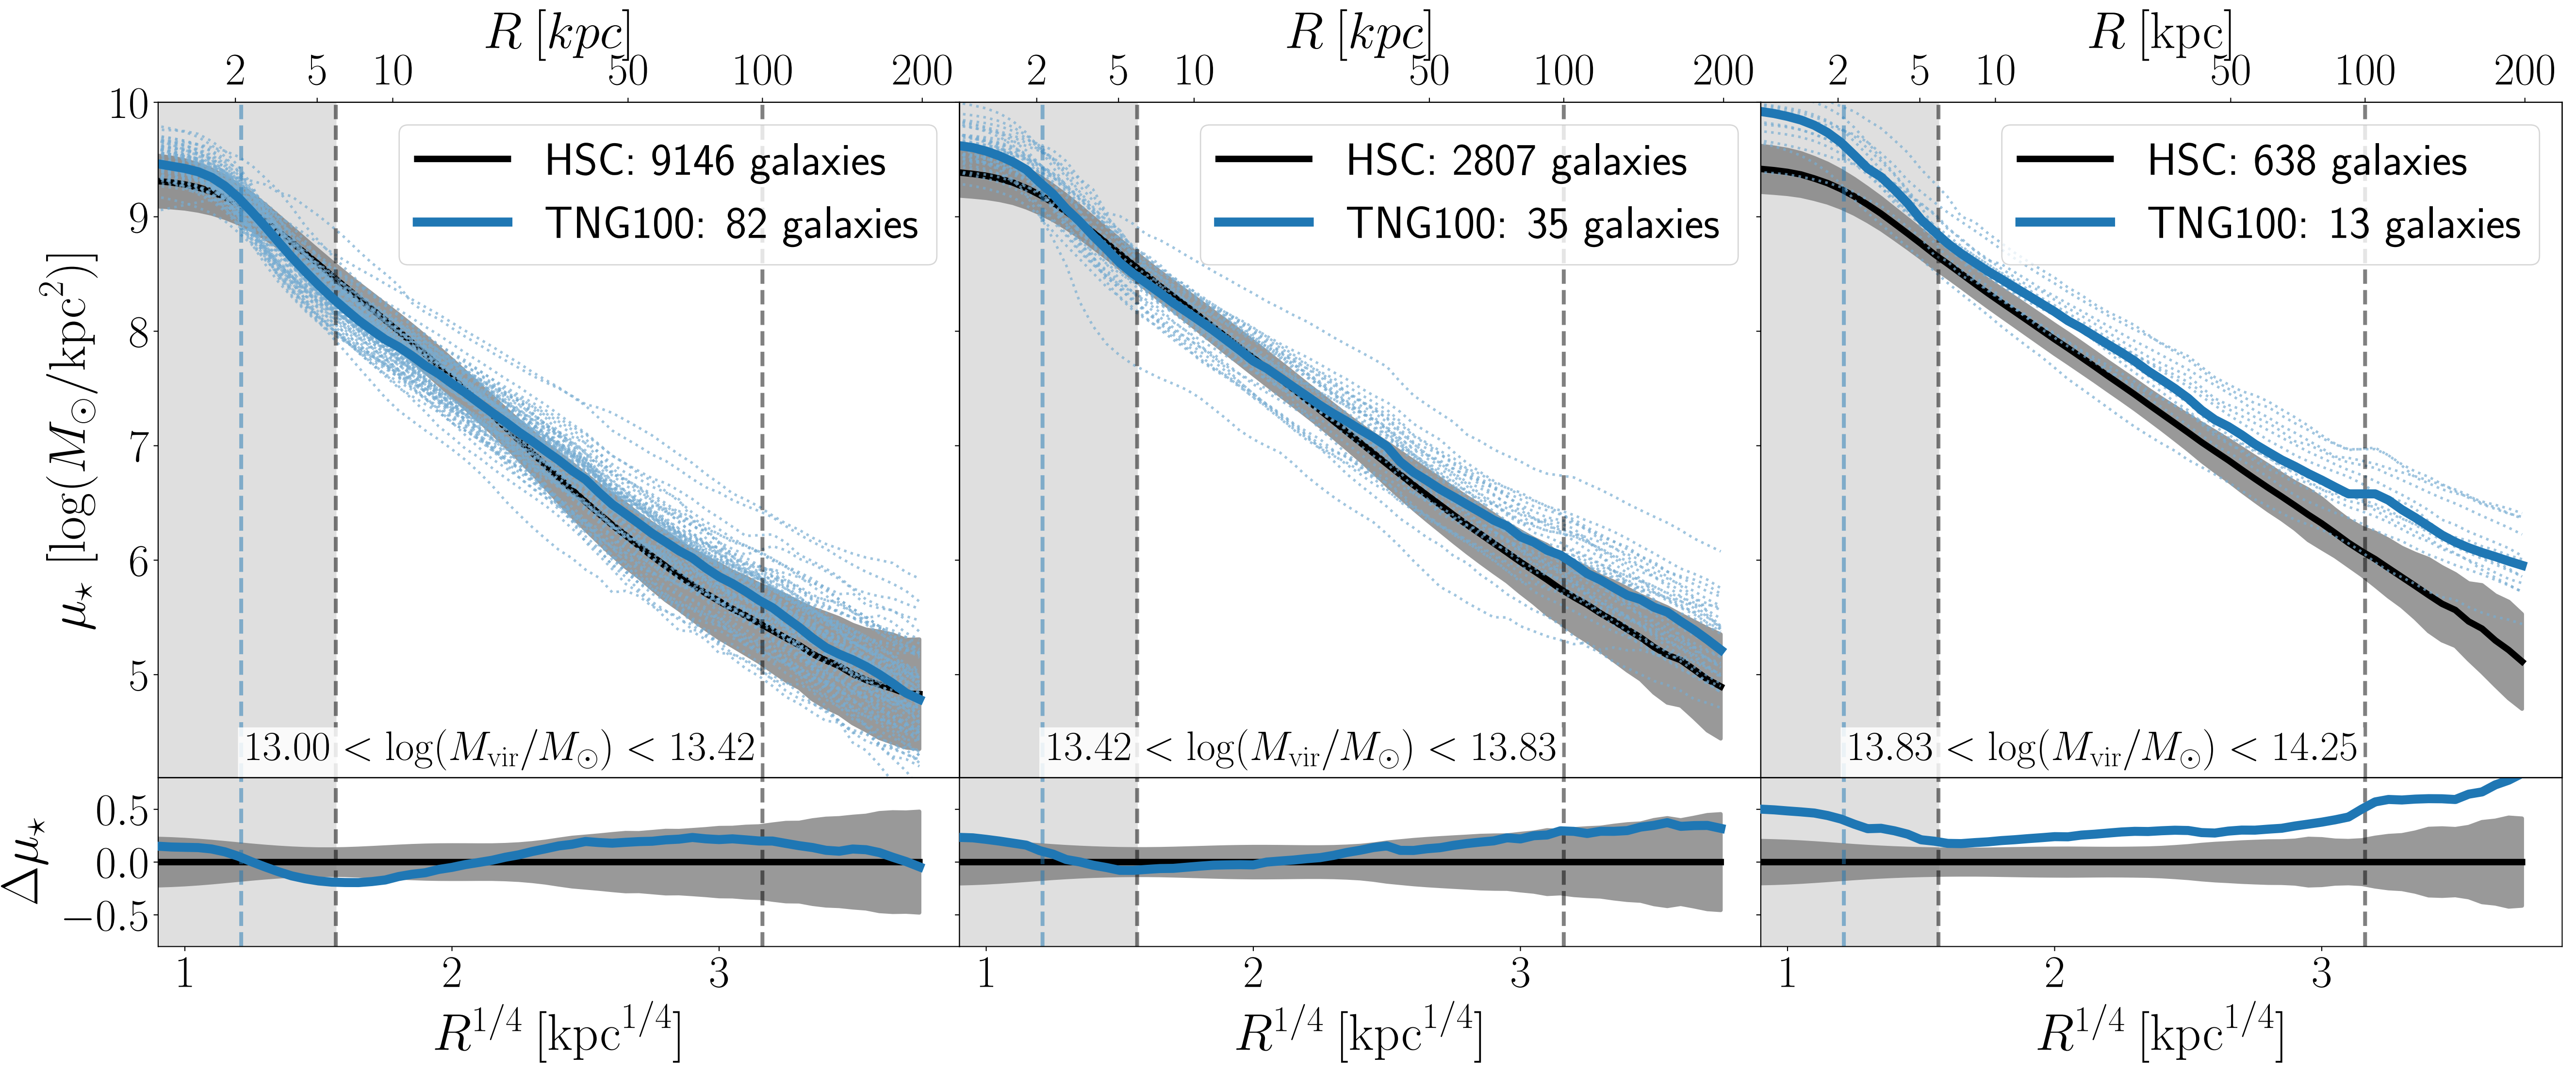 R [kpc] R [kpc] R [kpc]
2 5 10 50 100 200 2 5 10 50 100 200 2 5 10 50 100 200
10
9
8
7
6
5
μ⋆ [log(M⊙/kpc²)]
HSC: 9146 galaxies
TNG100: 82 galaxies
13.00 < log(Mvir/M⊙) < 13.42
HSC: 2807 galaxies
TNG100: 35 galaxies
13.42 < log(Mvir/M⊙) < 13.83
HSC: 638 galaxies
TNG100: 13 galaxies
13.83 < log(Mvir/M⊙) < 14.25
0.5
0.0
−0.5
Δμ⋆
1 2 3 1 2 3 1 2 3
R^1/4 [kpc^1/4] R^1/4 [kpc^1/4] R^1/4 [kpc^1/4]